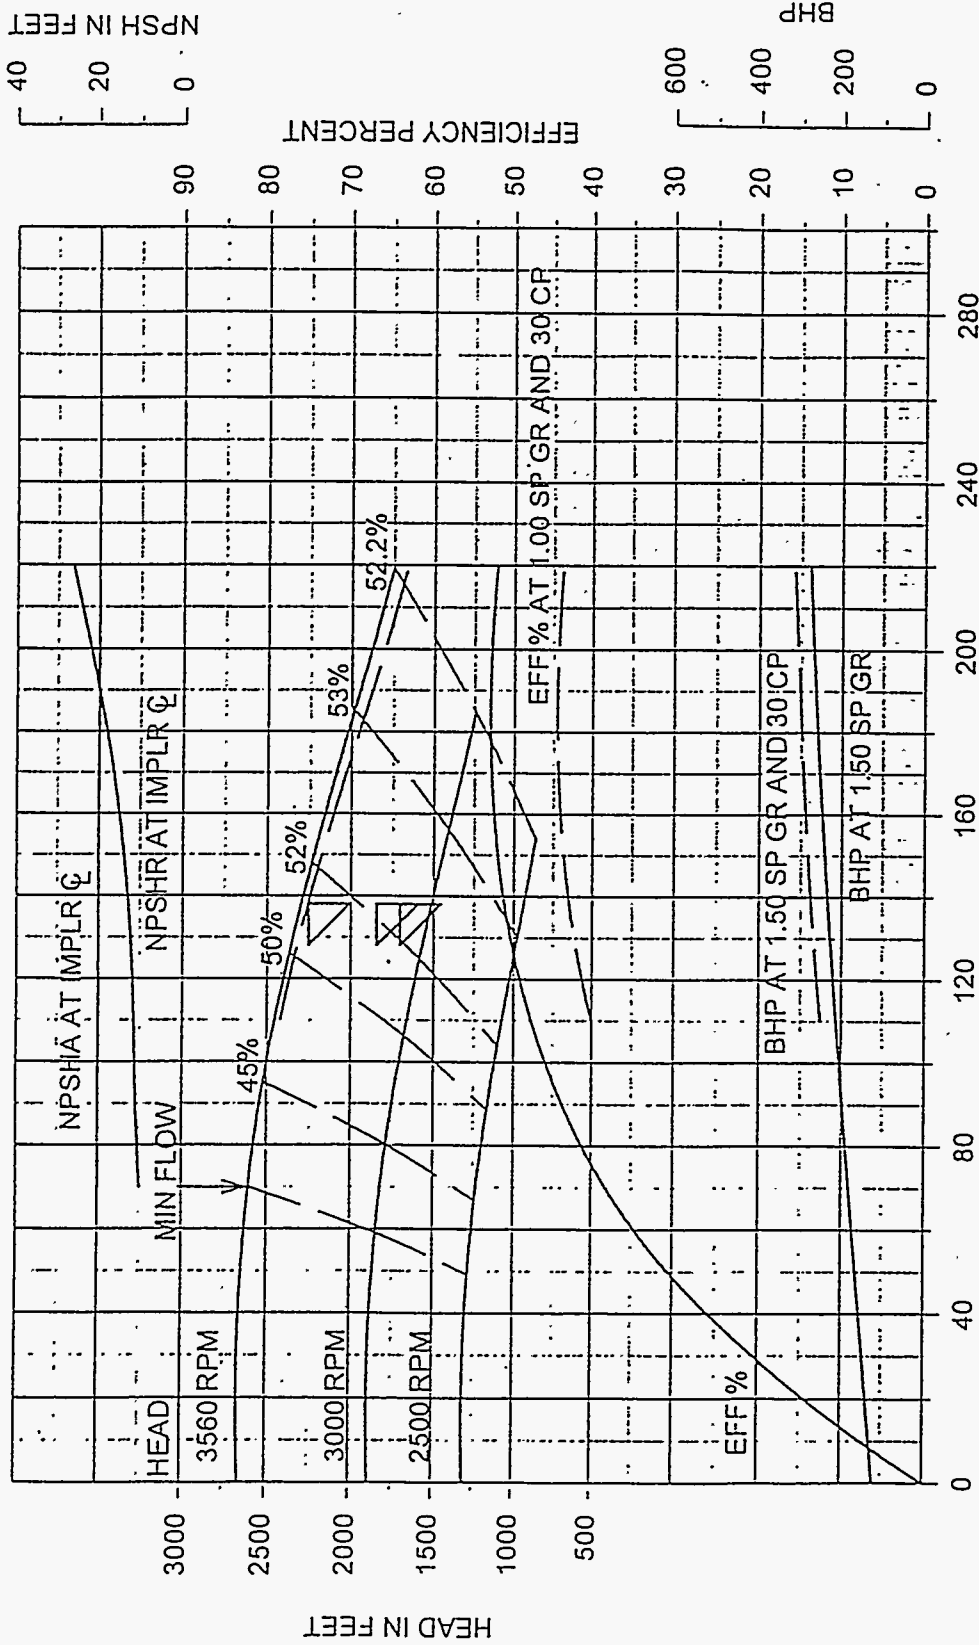 NPSH IN FEET
40
20
0
EFFICIENCY PERCENT
90
80
70
60
50
40
30
20
10
0
BHP
600
400
200
0
NPSHA AT IMPLR ℄
NPSHR AT IMPLR ℄
MIN FLOW
HEAD
3560 RPM
3000 RPM
2500 RPM
45%
50%
52%
53%
52.2%
EFF % AT 1.00 SP GR AND 30 CP
EFF %
BHP AT 1.50 SP GR AND 30 CP
BHP AT 1.50 SP GR
HEAD IN FEET
3000
2500
2000
1500
1000
500
0
40
80
120
160
200
240
280